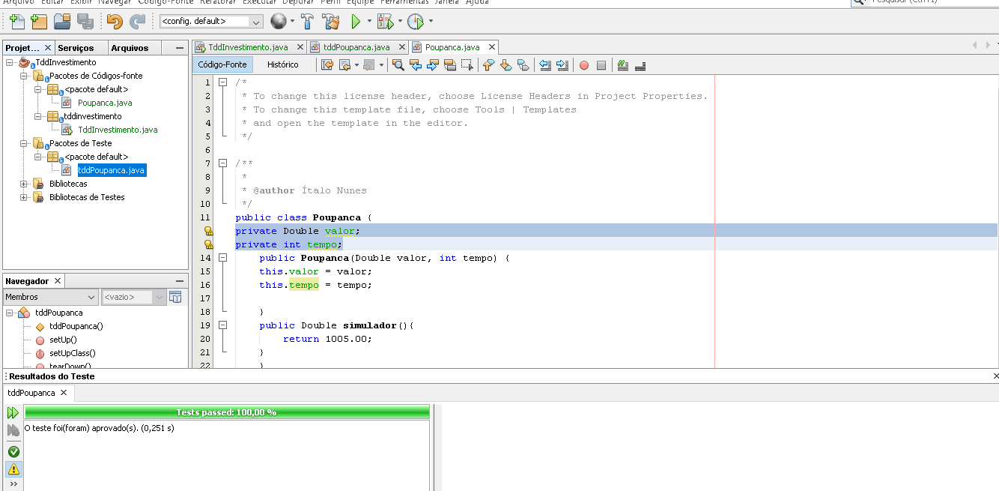 Arquivo Editar Exibir Navegar Código-Fonte Refatorar Executar Depurar Perfil Equipe Ferramentas Janela Ajuda
Pesquisar (Ctrl+I)
<config. default>
Projet... Serviços Arquivos
TddInvestimento
Pacotes de Códigos-fonte
<pacote default>
Poupanca.java
tddinvestimento
TddInvestimento.java
Pacotes de Teste
<pacote default>
tddPoupanca.java
Bibliotecas
Bibliotecas de Testes
Navegador
Membros <vazio>
tddPoupanca
tddPoupanca()
setUp()
setUpClass()
tearDown()
TddInvestimento.java tddPoupanca.java Poupanca.java
Código-Fonte Histórico
1 /*
2 * To change this license header, choose License Headers in Project Properties.
3 * To change this template file, choose Tools | Templates
4 * and open the template in the editor.
5 */
6
7 /**
8 *
9 * @author Ítalo Nunes
10 */
11 public class Poupanca {
private Double valor;
private int tempo;
14 public Poupanca(Double valor, int tempo) {
15 this.valor = valor;
16 this.tempo = tempo;
17
18 }
19 public Double simulador(){
20 return 1005.00;
21 }
22 }
Resultados do Teste
tddPoupanca
Tests passed: 100,00 %
O teste foi(foram) aprovado(s). (0,251 s)